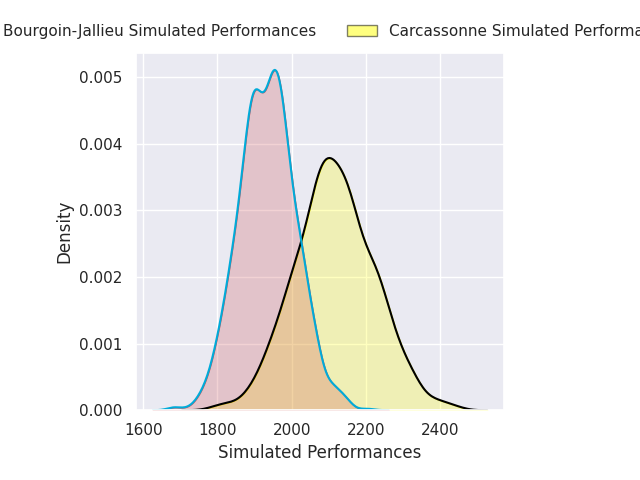 Bourgoin-Jallieu Simulated Performances Carcassonne Simulated Performa
0.005
0.004
0.003
0.002
0.001
0.000
Density
1600 1800 2000 2200 2400
Simulated Performances